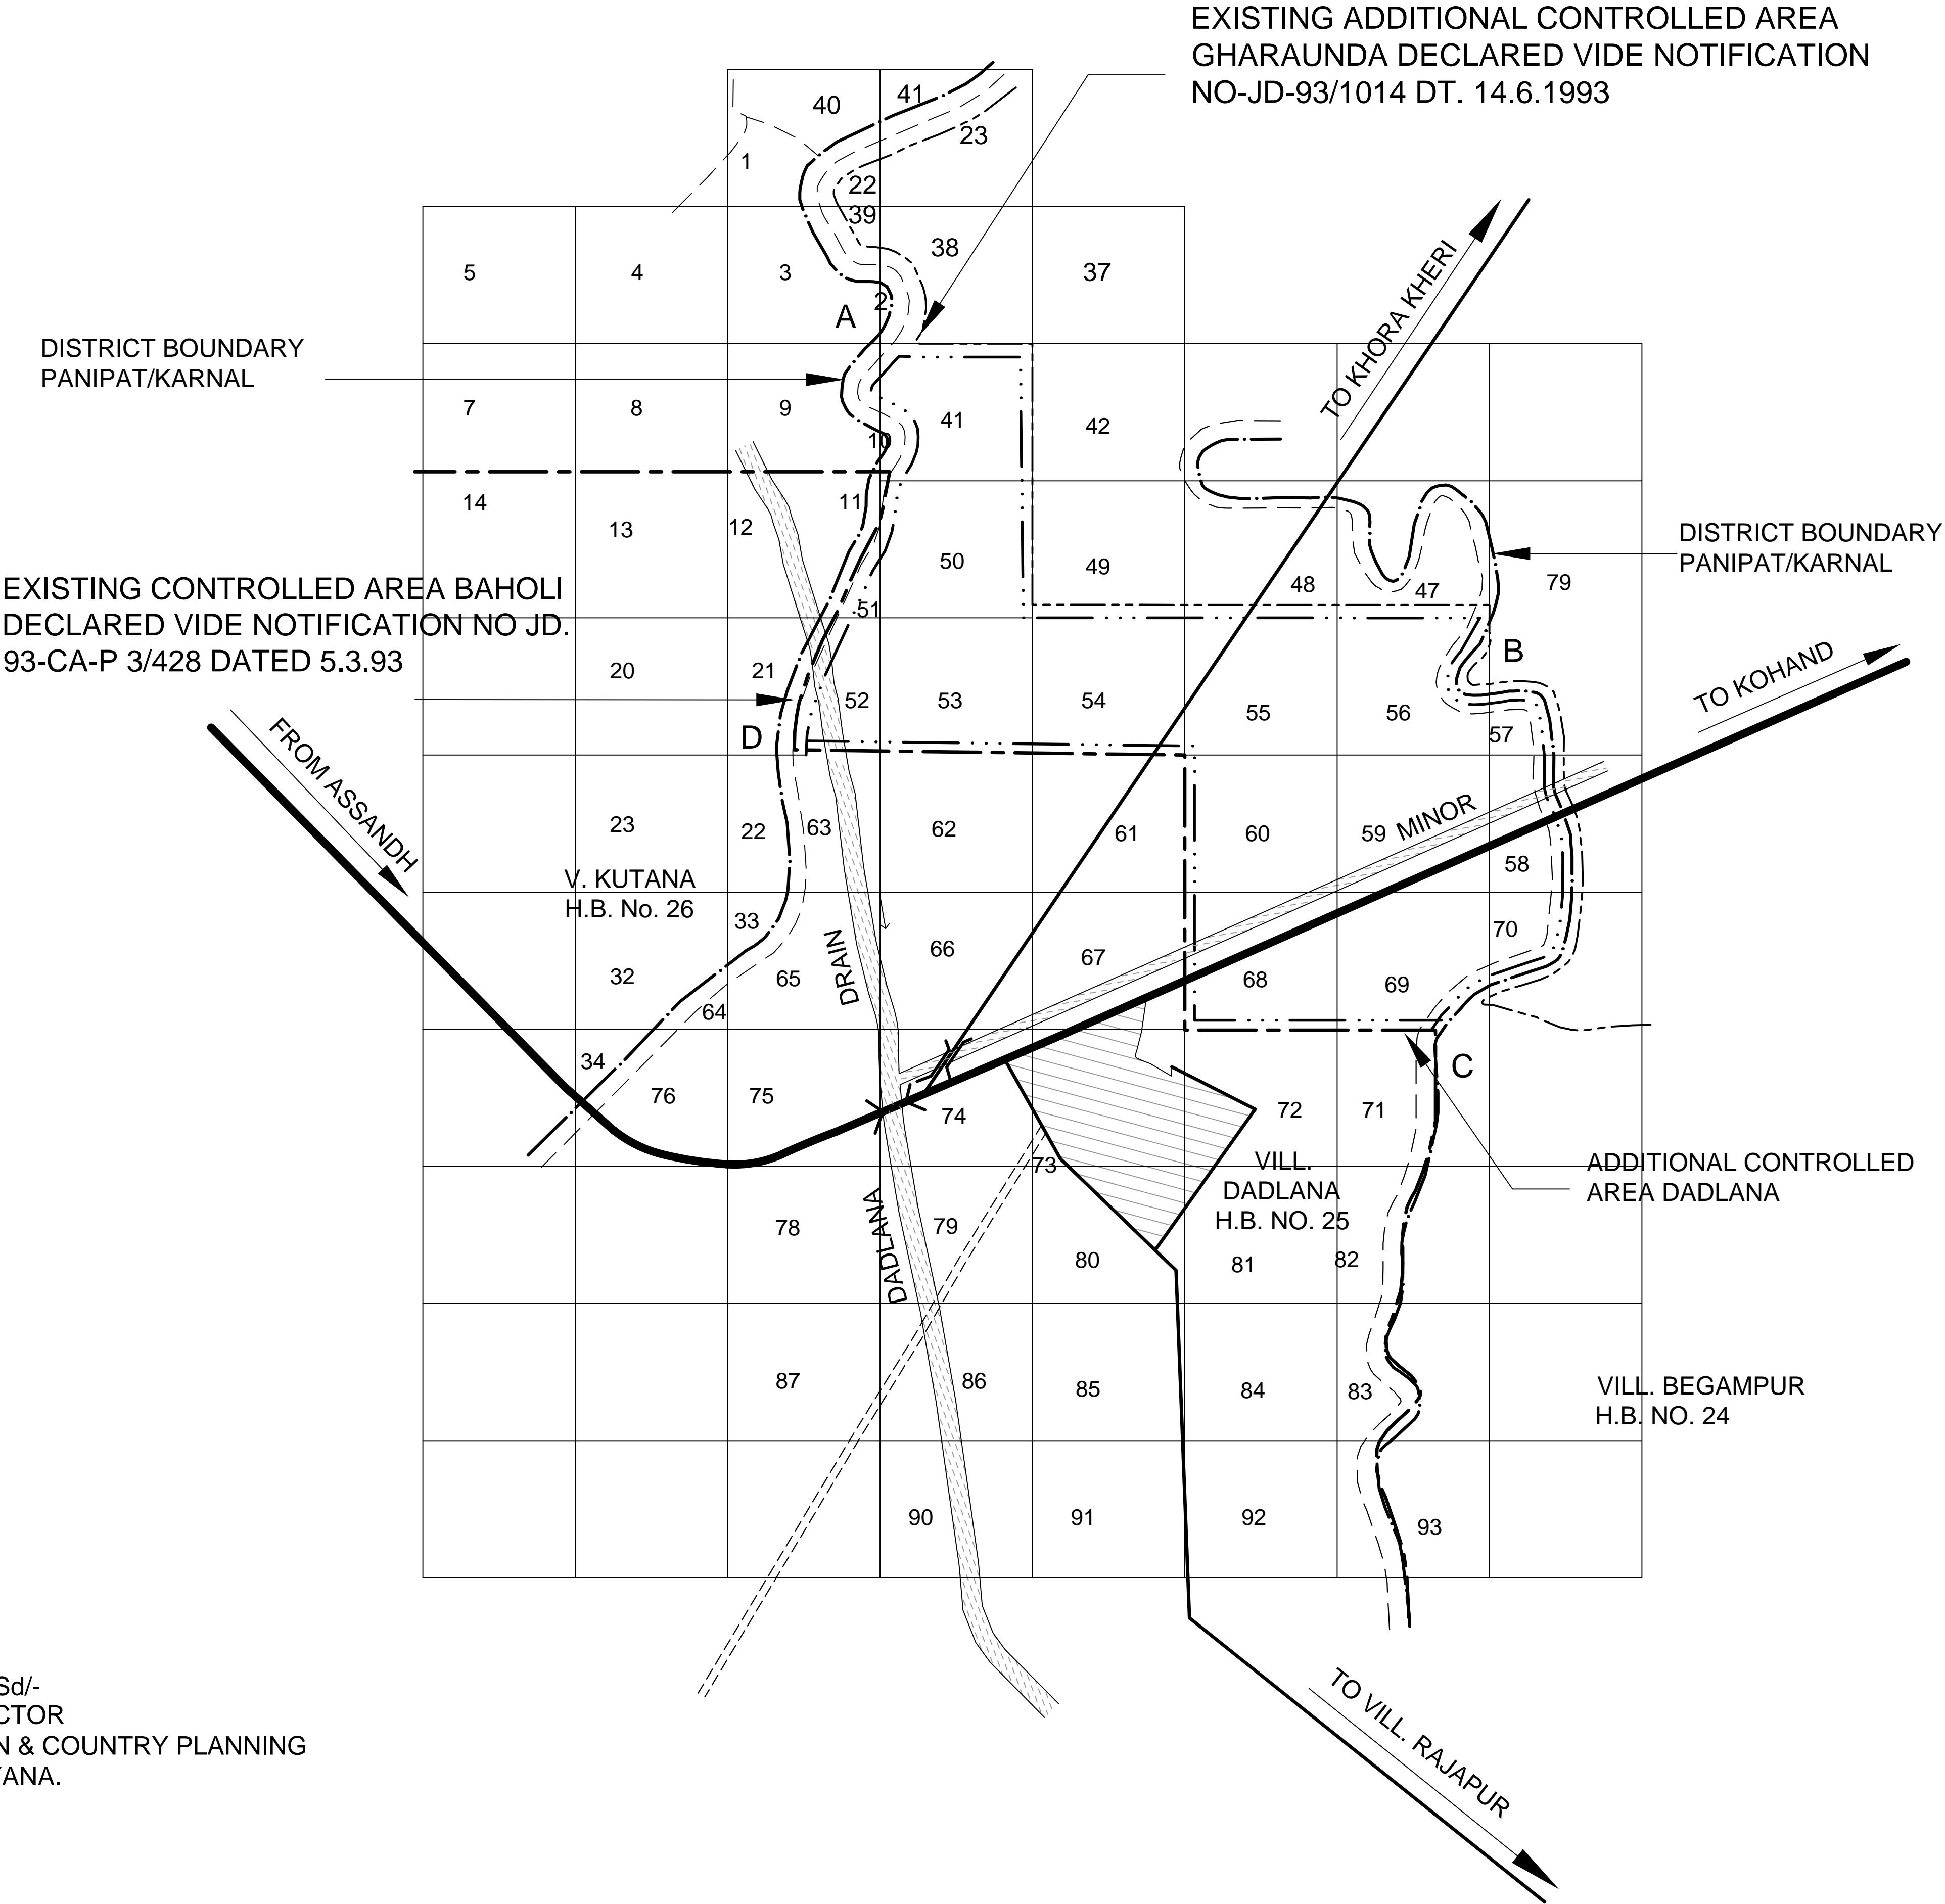 EXISTING ADDITIONAL CONTROLLED AREA
GHARAUNDA DECLARED VIDE NOTIFICATION
NO-JD-93/1014 DT. 14.6.1993
40
41
23
1
22
39
38
37
5
4
3
2
A
TO KHORA KHERI
DISTRICT BOUNDARY
PANIPAT/KARNAL
7
8
9
10
41
42
14
13
12
11
50
49
48
47
79
DISTRICT BOUNDARY
PANIPAT/KARNAL
EXISTING CONTROLLED AREA BAHOLI
DECLARED VIDE NOTIFICATION NO JD.
93-CA-P 3/428 DATED 5.3.93
51
20
21
52
53
54
55
56
57
B
TO KOHAND
D
FROM ASSANDH
23
22
63
62
61
60
59
MINOR
58
V. KUTANA
H.B. No. 26
33
32
64
65
DRAIN
66
67
68
69
70
34
76
75
74
73
72
71
C
VILL.
DADLANA
H.B. NO. 25
ADDITIONAL CONTROLLED
AREA DADLANA
78
DADLANA
79
80
81
82
87
86
85
84
83
VILL. BEGAMPUR
H.B. NO. 24
90
91
92
93
TO VILL. RAJAPUR
Sd/-
CTOR
N & COUNTRY PLANNING
YANA.